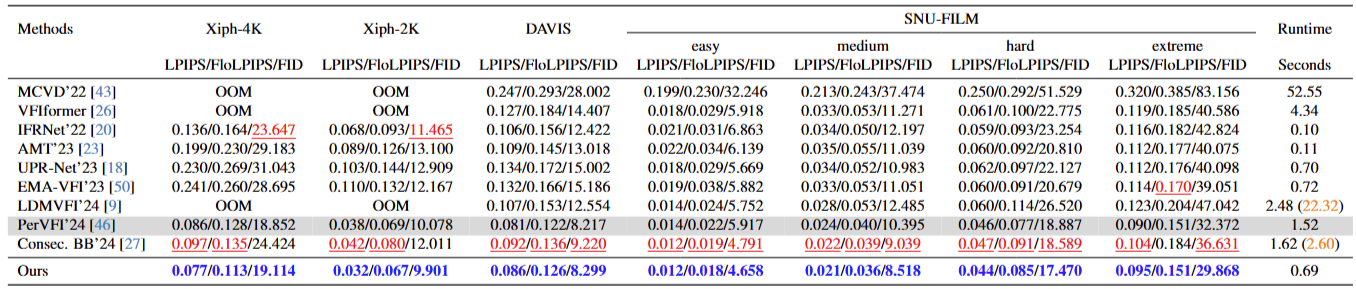 SNU-FILM
Methods Xiph-4K Xiph-2K DAVIS Runtime
easy medium hard extreme
LPIPS/FloLPIPS/FID LPIPS/FloLPIPS/FID LPIPS/FloLPIPS/FID LPIPS/FloLPIPS/FID LPIPS/FloLPIPS/FID LPIPS/FloLPIPS/FID LPIPS/FloLPIPS/FID Seconds
MCVD'22 [43] OOM OOM 0.247/0.293/28.002 0.199/0.230/32.246 0.213/0.243/37.474 0.250/0.292/51.529 0.320/0.385/83.156 52.55
VFIformer [26] OOM OOM 0.127/0.184/14.407 0.018/0.029/5.918 0.033/0.053/11.271 0.061/0.100/22.775 0.119/0.185/40.586 4.34
IFRNet'22 [20] 0.136/0.164/23.647 0.068/0.093/11.465 0.106/0.156/12.422 0.021/0.031/6.863 0.034/0.050/12.197 0.059/0.093/23.254 0.116/0.182/42.824 0.10
AMT'23 [23] 0.199/0.230/29.183 0.089/0.126/13.100 0.109/0.145/13.018 0.022/0.034/6.139 0.035/0.055/11.039 0.060/0.092/20.810 0.112/0.177/40.075 0.11
UPR-Net'23 [18] 0.230/0.269/31.043 0.103/0.144/12.909 0.134/0.172/15.002 0.018/0.029/5.669 0.034/0.052/10.983 0.062/0.097/22.127 0.112/0.176/40.098 0.70
EMA-VFI'23 [50] 0.241/0.260/28.695 0.110/0.132/12.167 0.132/0.166/15.186 0.019/0.038/5.882 0.033/0.053/11.051 0.060/0.091/20.679 0.114/0.170/39.051 0.72
LDMVFI'24 [9] OOM OOM 0.107/0.153/12.554 0.014/0.024/5.752 0.028/0.053/12.485 0.060/0.114/26.520 0.123/0.204/47.042 2.48 (22.32)
PerVFI'24 [46] 0.086/0.128/18.852 0.038/0.069/10.078 0.081/0.122/8.217 0.014/0.022/5.917 0.024/0.040/10.395 0.046/0.077/18.887 0.090/0.151/32.372 1.52
Consec. BB'24 [27] 0.097/0.135/24.424 0.042/0.080/12.011 0.092/0.136/9.220 0.012/0.019/4.791 0.022/0.039/9.039 0.047/0.091/18.589 0.104/0.184/36.631 1.62 (2.60)
Ours 0.077/0.113/19.114 0.032/0.067/9.901 0.086/0.126/8.299 0.012/0.018/4.658 0.021/0.036/8.518 0.044/0.085/17.470 0.095/0.151/29.868 0.69